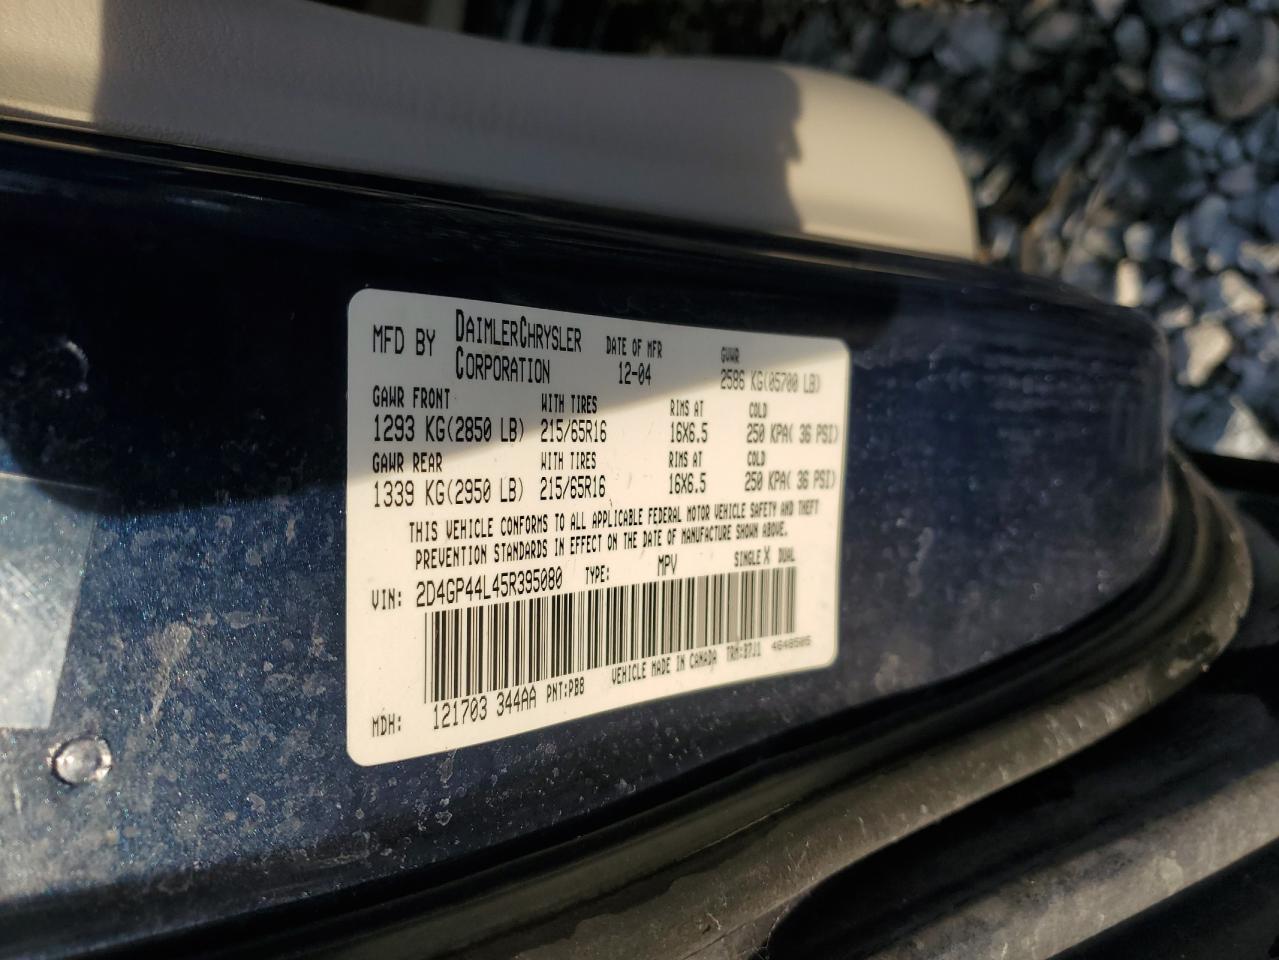 MFD BY DAIMLERCHRYSLER CORPORATION DATE OF MFR 12-04 GVWR 2586 KG(05700 LB)
GAWR FRONT WITH TIRES RIMS AT COLD
1293 KG(2850 LB) 215/65R16 16X6.5 250 KPA( 36 PSI)
GAWR REAR WITH TIRES RIMS AT COLD
1339 KG(2950 LB) 215/65R16 16X6.5 250 KPA( 36 PSI)
THIS VEHICLE CONFORMS TO ALL APPLICABLE FEDERAL MOTOR VEHICLE SAFETY AND THEFT
PREVENTION STANDARDS IN EFFECT ON THE DATE OF MANUFACTURE SHOWN ABOVE.
VIN: 2D4GP44L45R395080 TYPE: MPV SINGLE X DUAL
MDH: 121703 344AA PNT:PB8 VEHICLE MADE IN CANADA